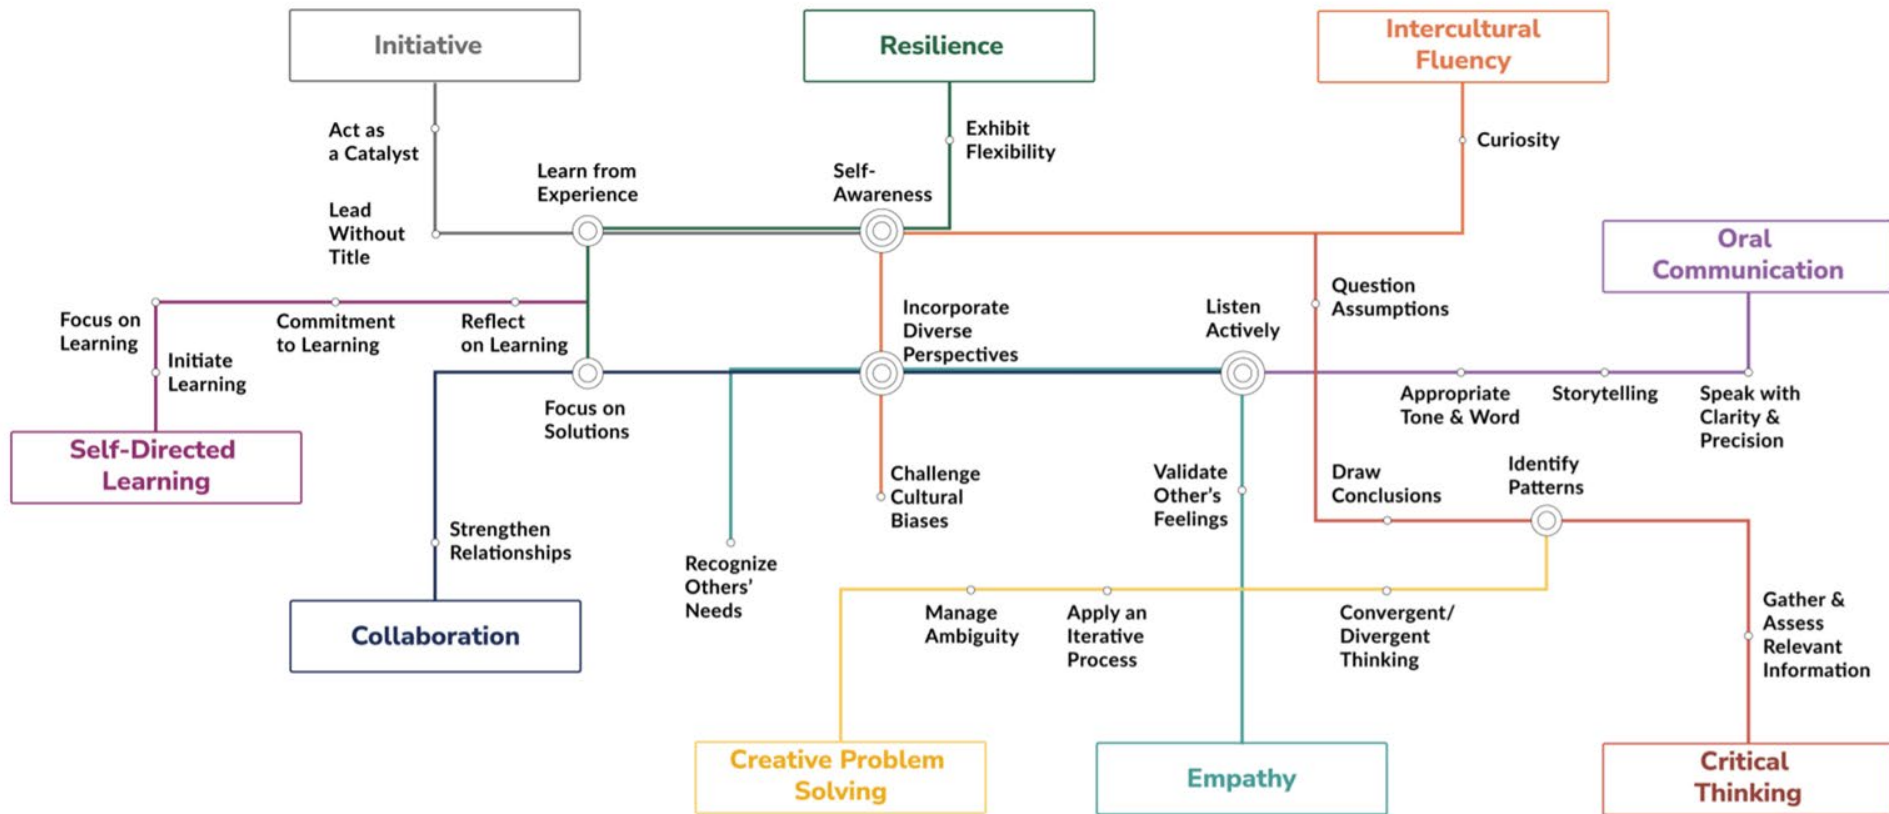 Initiative
Resilience
Intercultural
Fluency
Act as
a Catalyst
Exhibit
Flexibility
Curiosity
Learn from
Experience
Self-
Awareness
Lead
Without
Title
Oral
Communication
Question
Assumptions
Incorporate
Diverse
Perspectives
Listen
Actively
Focus on
Learning
Commitment
to Learning
Reflect
on Learning
Initiate
Learning
Appropriate
Tone & Word
Storytelling
Speak with
Clarity &
Precision
Focus on
Solutions
Self-Directed
Learning
Challenge
Cultural
Biases
Validate
Other's
Feelings
Draw
Conclusions
Identify
Patterns
Strengthen
Relationships
Recognize
Others’
Needs
Collaboration
Manage
Ambiguity
Apply an
Iterative
Process
Convergent/
Divergent
Thinking
Gather &
Assess
Relevant
Information
Creative Problem
Solving
Empathy
Critical
Thinking